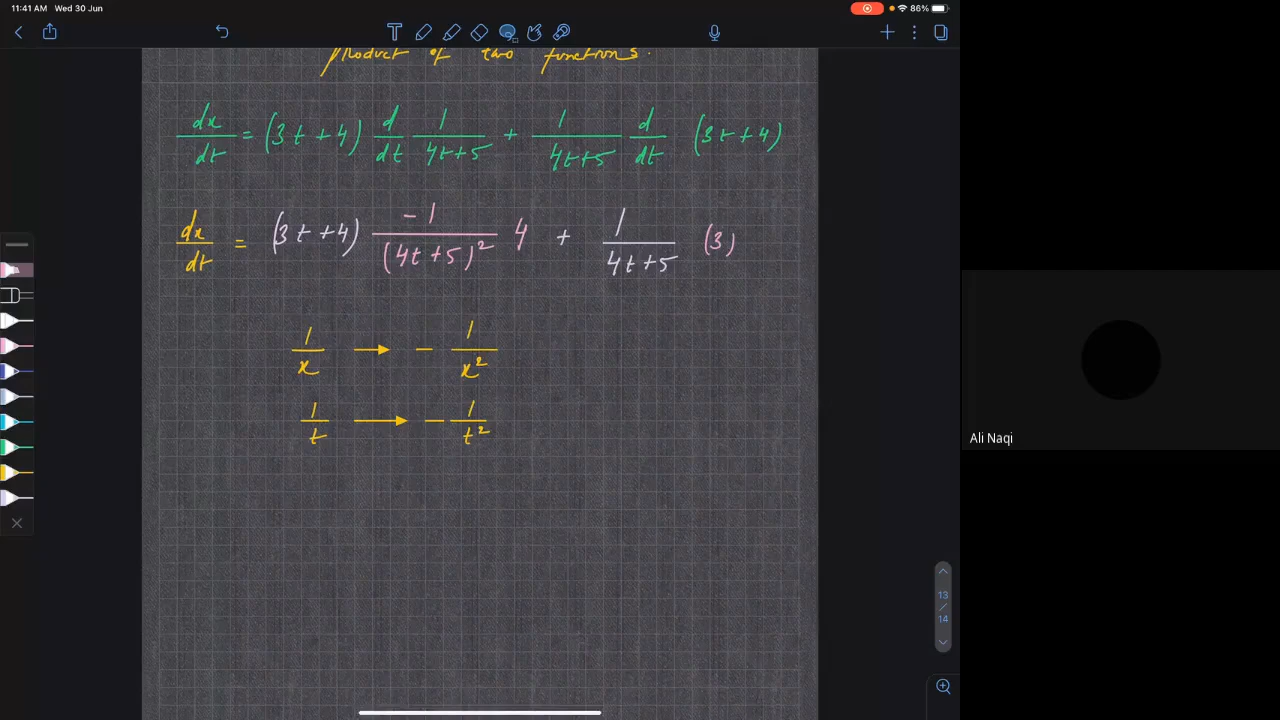 11:41 AM Wed 30 Jun
86%
product of two functions.
dx/dt = (3t+4) d/dt 1/(4t+5) + 1/(4t+5) d/dt (3t+4)
dx/dt = (3t+4) -1/(4t+5)² 4 + 1/(4t+5) (3)
1/x → - 1/x²
1/t → - 1/t²
Ali Naqi
13
/
14